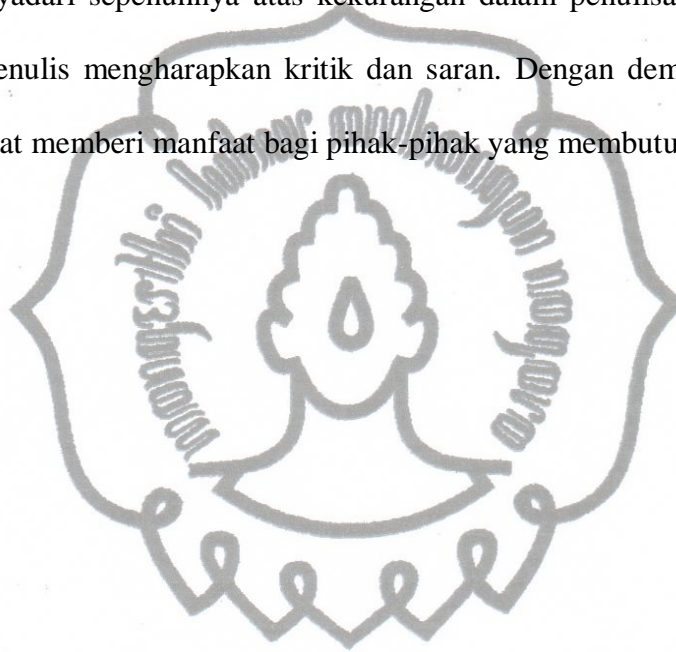 yadari sepenuhnya atas kekurangan dalam penulisa
enulis mengharapkan kritik dan saran. Dengan dem
at memberi manfaat bagi pihak-pihak yang membutu